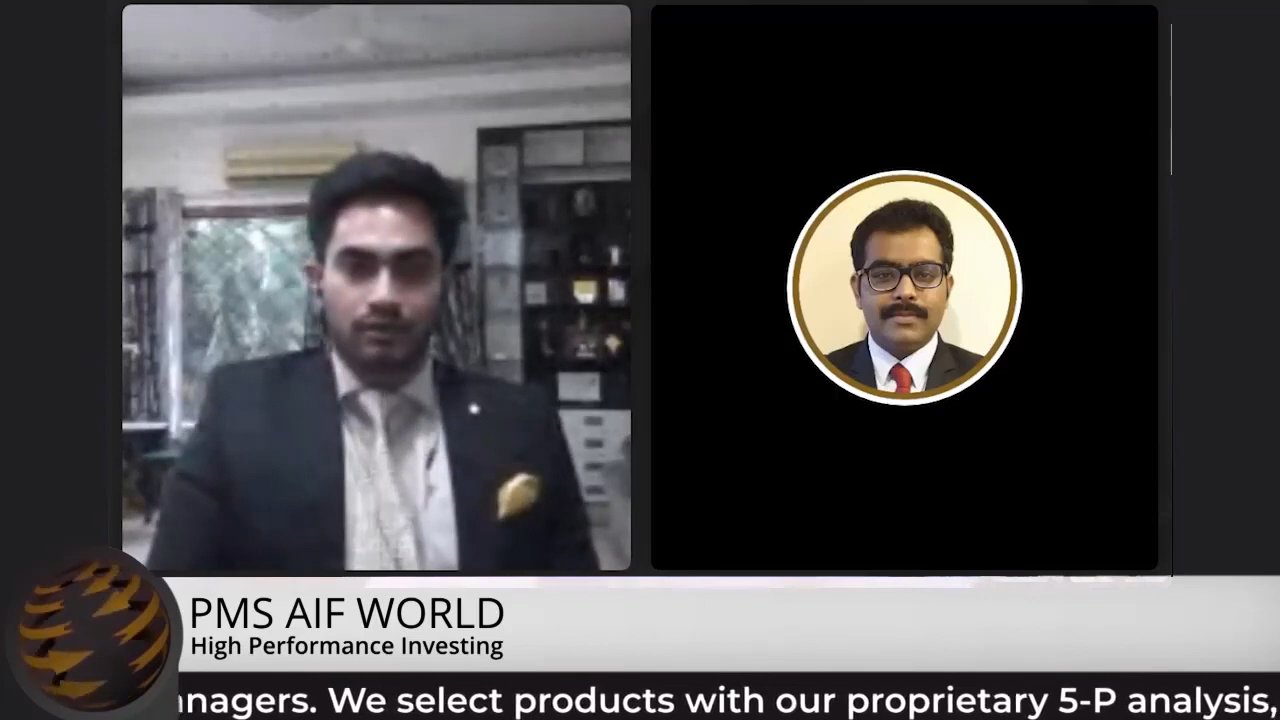 PMS AIF WORLD
High Performance Investing
nagers. We select products with our proprietary 5-P analysis,